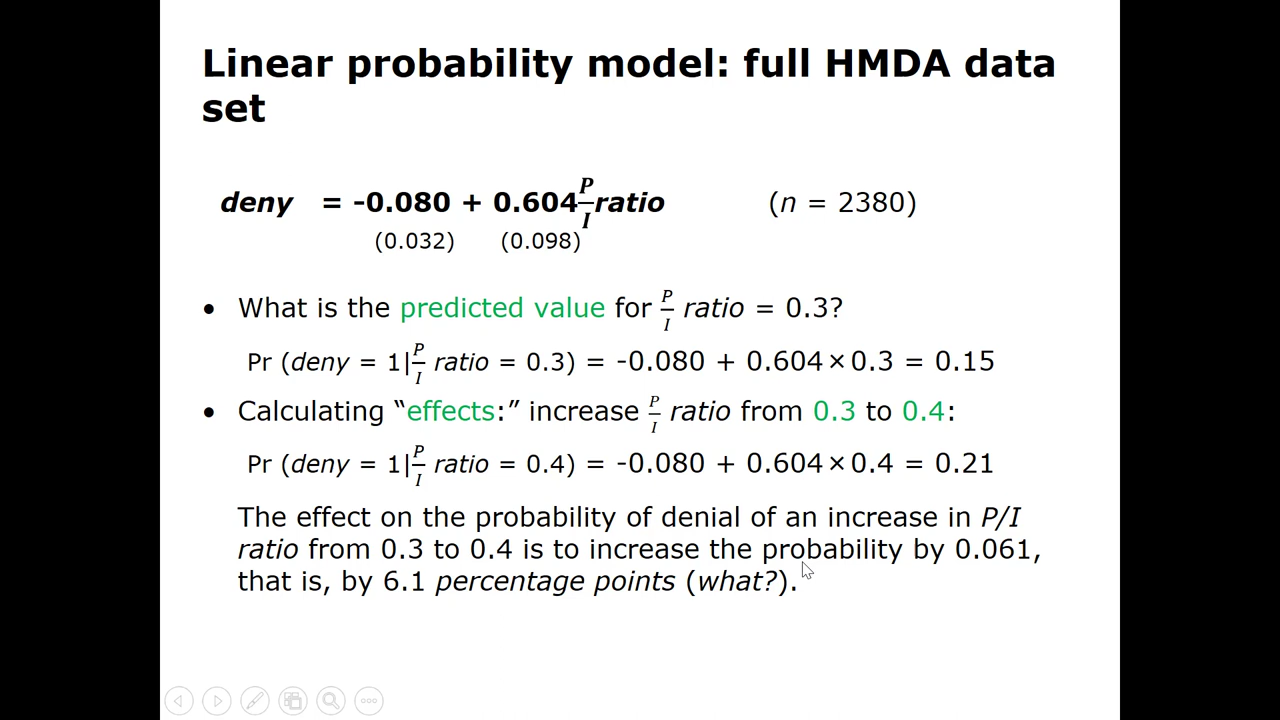 Linear probability model: full HMDA data
set
deny = -0.080 + 0.604 P/I ratio (n = 2380)
(0.032) (0.098)
• What is the predicted value for P/I ratio = 0.3?
Pr (deny = 1|P/I ratio = 0.3) = -0.080 + 0.604×0.3 = 0.15
• Calculating “effects:” increase P/I ratio from 0.3 to 0.4:
Pr (deny = 1|P/I ratio = 0.4) = -0.080 + 0.604×0.4 = 0.21
The effect on the probability of denial of an increase in P/I
ratio from 0.3 to 0.4 is to increase the probability by 0.061,
that is, by 6.1 percentage points (what?).